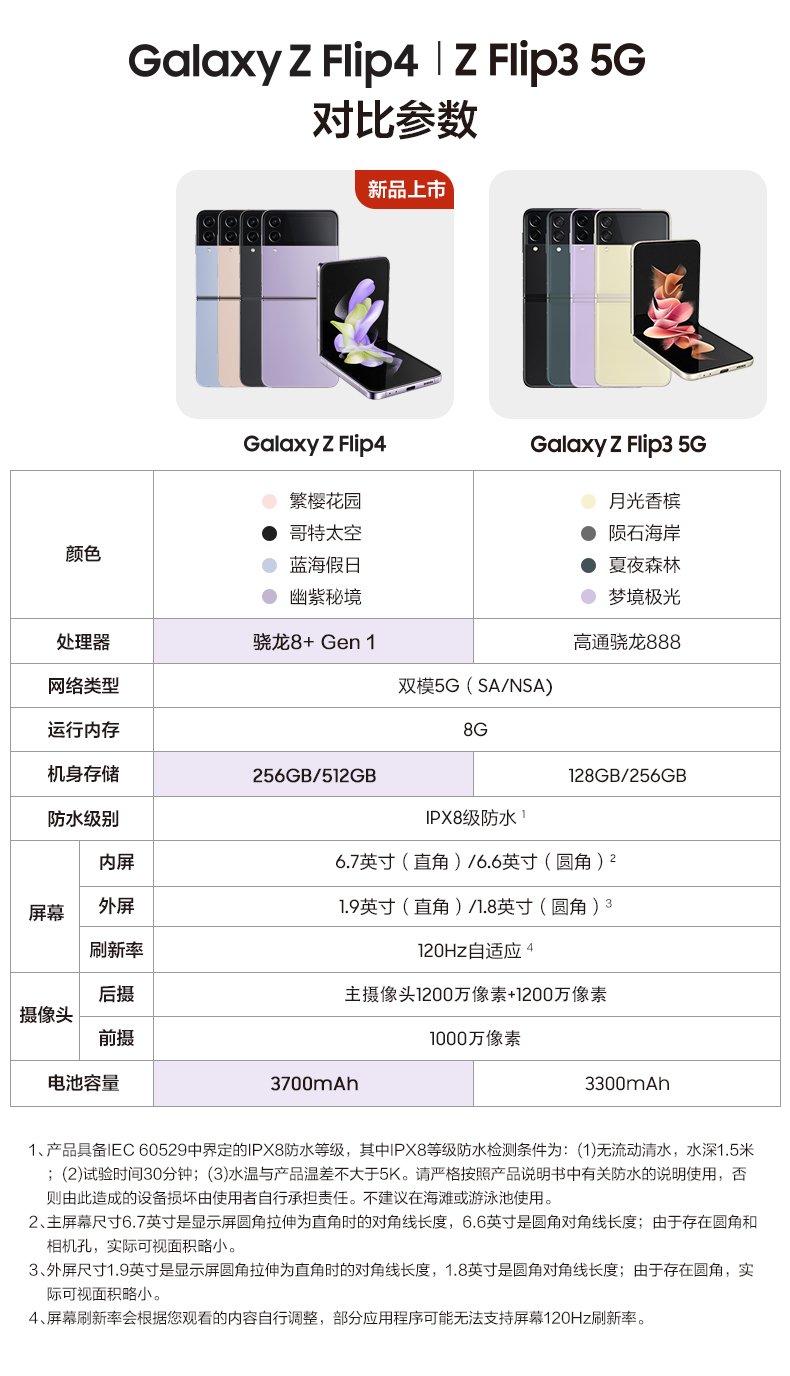 Galaxy Z Flip4 | Z Flip3 5G
对比参数
新品上市
Galaxy Z Flip4
Galaxy Z Flip3 5G
颜色
繁樱花园
哥特太空
蓝海假日
幽紫秘境
月光香槟
陨石海岸
夏夜森林
梦境极光
处理器
骁龙8+ Gen 1
高通骁龙888
网络类型
双模5G（SA/NSA)
运行内存
8G
机身存储
256GB/512GB
128GB/256GB
防水级别
IPX8级防水 1
屏幕
内屏
6.7英寸（直角）/6.6英寸（圆角）2
外屏
1.9英寸（直角）/1.8英寸（圆角）3
刷新率
120Hz自适应 4
摄像头
后摄
主摄像头1200万像素+1200万像素
前摄
1000万像素
电池容量
3700mAh
3300mAh
1、产品具备IEC 60529中界定的IPX8防水等级，其中IPX8等级防水检测条件为：(1)无流动清水，水深1.5米
；(2)试验时间30分钟；(3)水温与产品温差不大于5K。请严格按照产品说明书中有关防水的说明使用，否
则由此造成的设备损坏由使用者自行承担责任。不建议在海滩或游泳池使用。
2、主屏幕尺寸6.7英寸是显示屏圆角拉伸为直角时的对角线长度，6.6英寸是圆角对角线长度；由于存在圆角和
相机孔，实际可视面积略小。
3、外屏尺寸1.9英寸是显示屏圆角拉伸为直角时的对角线长度，1.8英寸是圆角对角线长度；由于存在圆角，实
际可视面积略小。
4、屏幕刷新率会根据您观看的内容自行调整，部分应用程序可能无法支持屏幕120Hz刷新率。